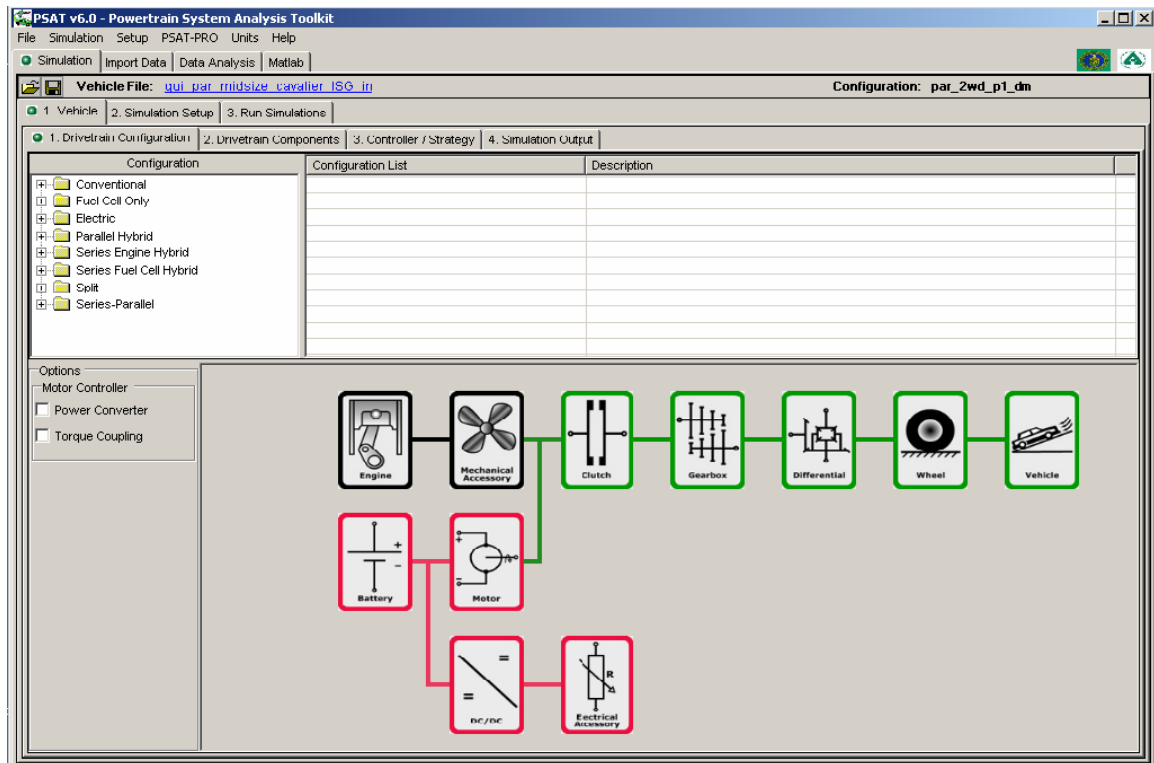 PSAT v6.0 - Powertrain System Analysis Toolkit
File Simulation Setup PSAT-PRO Units Help
Simulation Import Data Data Analysis Matlab
Vehicle File: gui_par_midsize_cavalier_ISG_in Configuration: par_2wd_p1_dm
1. Vehicle 2. Simulation Setup 3. Run Simulations
1. Drivetrain Configuration 2. Drivetrain Components 3. Controller / Strategy 4. Simulation Output
Configuration Configuration List Description
Conventional
Fuel Cell Only
Electric
Parallel Hybrid
Series Engine Hybrid
Series Fuel Cell Hybrid
Split
Series-Parallel
Options
Motor Controller
Power Converter
Torque Coupling
Engine
Mechanical Accessory
Clutch
Gearbox
Differential
Wheel
Vehicle
+
-
Battery
+
-
Motor
=
=
DC/DC
R
Eectrical
Accessory